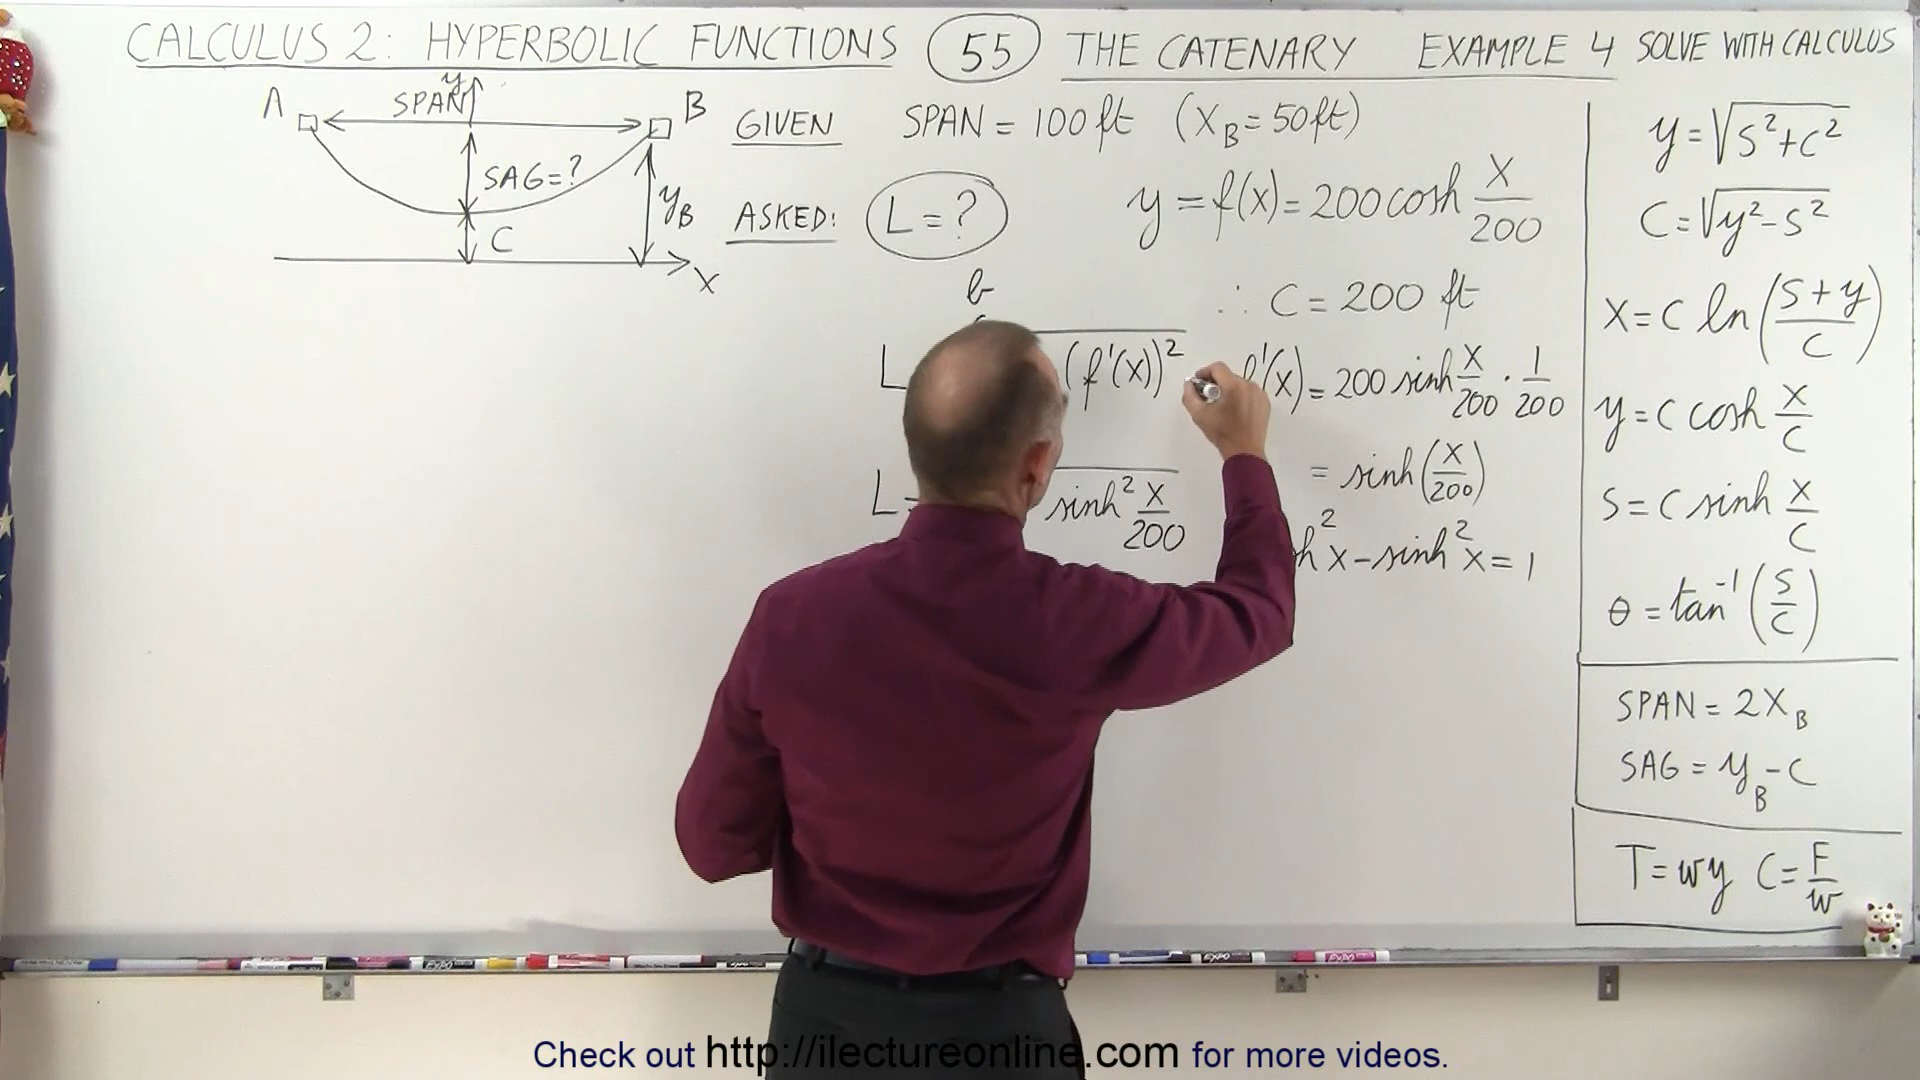 CALCULUS 2: HYPERBOLIC FUNCTIONS 55 THE CATENARY EXAMPLE 4 SOLVE WITH CALCULUS
y
A SPAN B
SAG=?
y_B
C
x
GIVEN SPAN = 100 ft (X_B = 50 ft)
ASKED: L = ?
y = f(x) = 200 cosh x/200
∴ C = 200 ft
b
L (f'(x))²
f'(x) = 200 sinh x/200 · 1/200
= sinh(x/200)
L = sinh² x/200
h² x - sinh² x = 1
y = √(S²+C²)
C = √(y²-S²)
x = C ln((S+y)/C)
y = C cosh x/C
S = C sinh x/C
θ = tan⁻¹(S/C)
SPAN = 2X_B
SAG = y_B - C
T = wy C = F/w
EXPO
EXPO
EXPO
Check out http://ilectureonline.com for more videos.